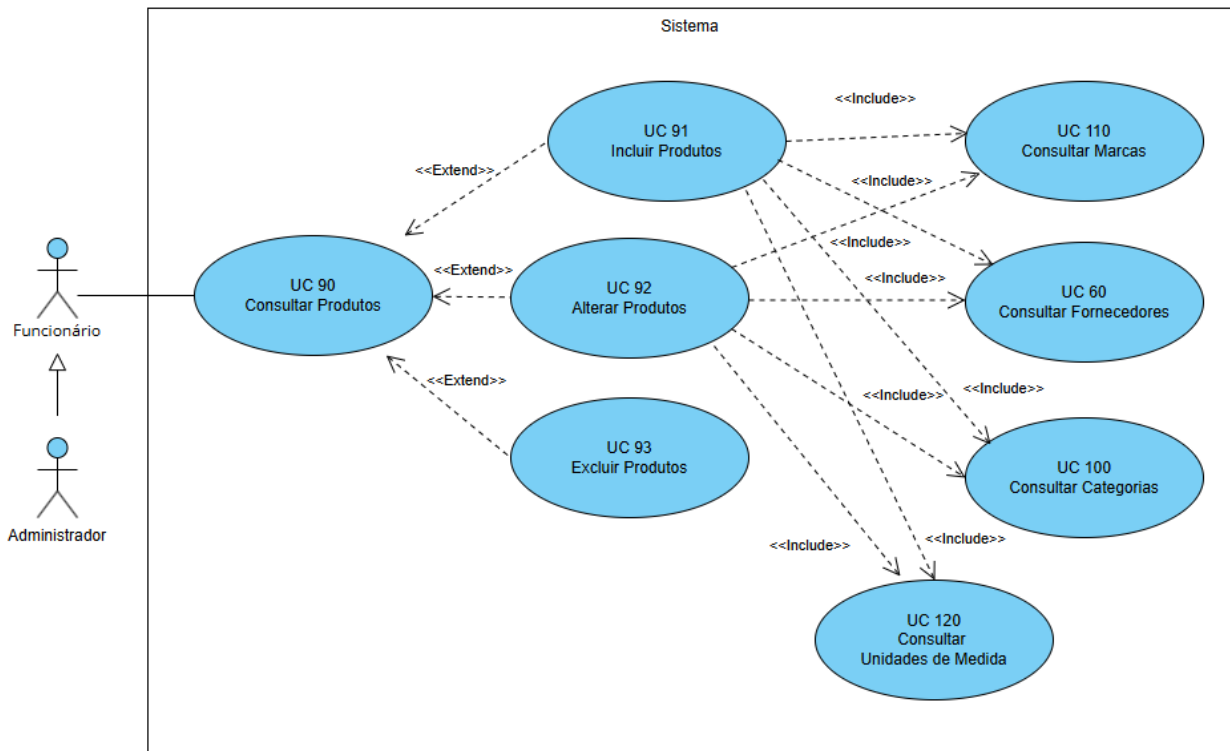 Sistema
<<Include>>
UC 91
Incluir Produtos
UC 110
Consultar Marcas
<<Extend>>
<<Include>>
<<Include>>
<<Extend>>
<<Include>>
UC 90
Consultar Produtos
UC 92
Alterar Produtos
UC 60
Consultar Fornecedores
Funcionário
<<Extend>>
<<Include>>
<<Include>>
UC 93
Excluir Produtos
UC 100
Consultar Categorias
Administrador
<<Include>>
<<Include>>
UC 120
Consultar
Unidades de Medida